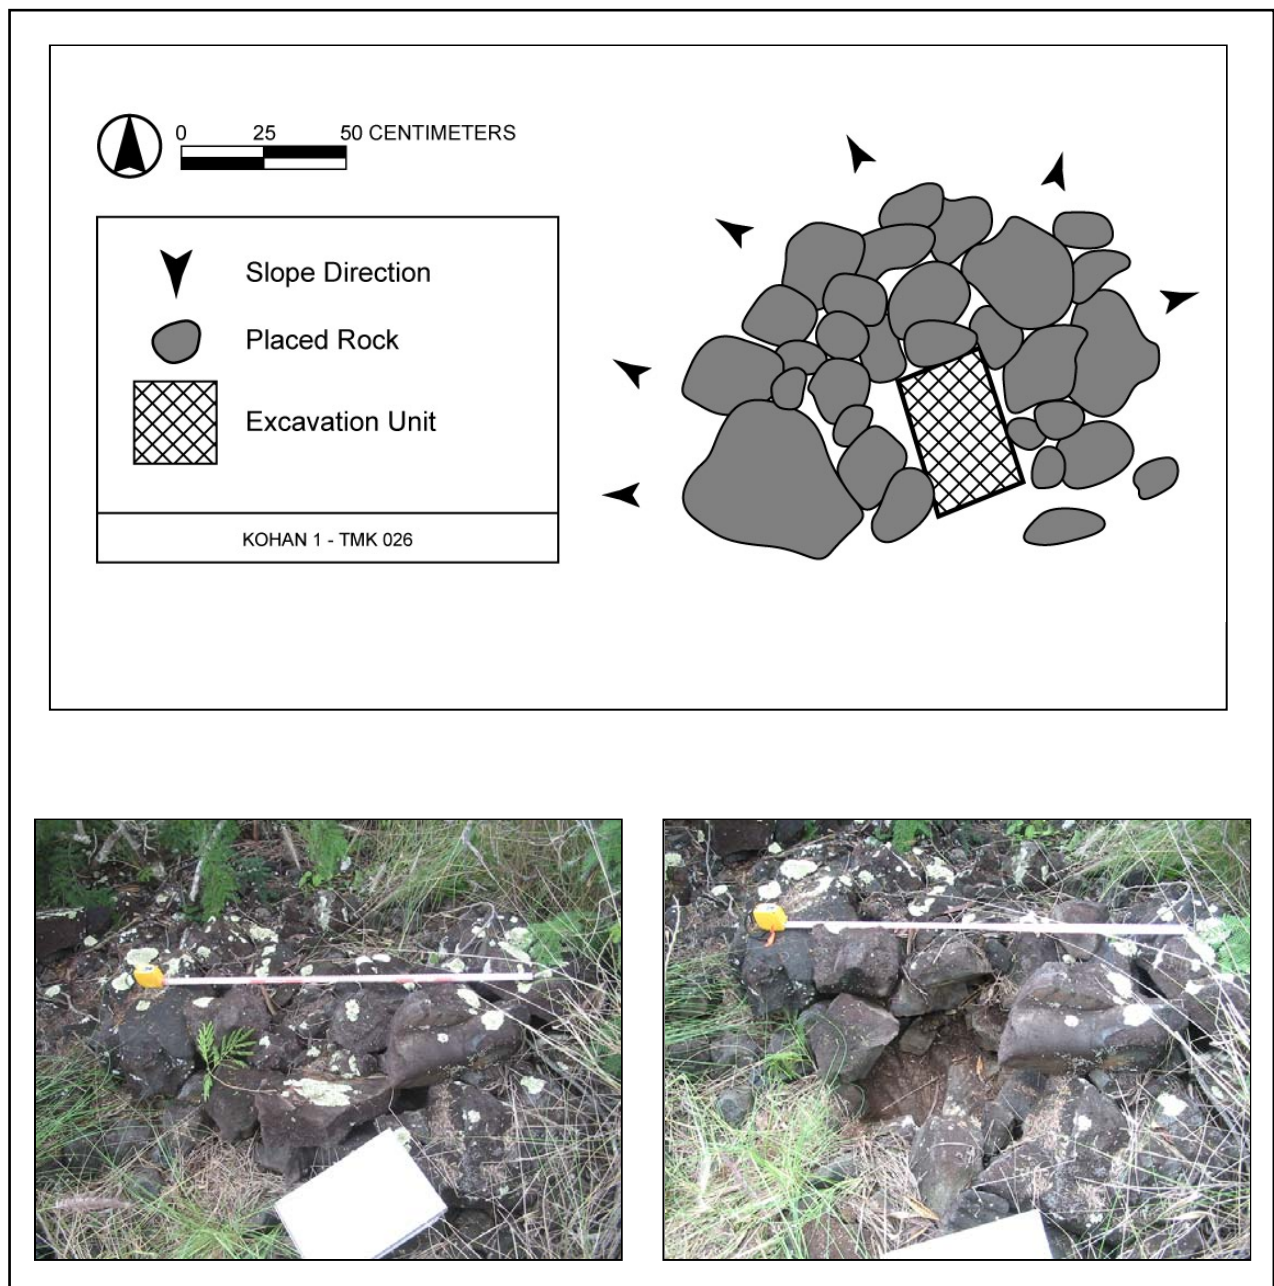 0 25 50 CENTIMETERS
Slope Direction
Placed Rock
Excavation Unit
KOHAN 1 - TMK 026